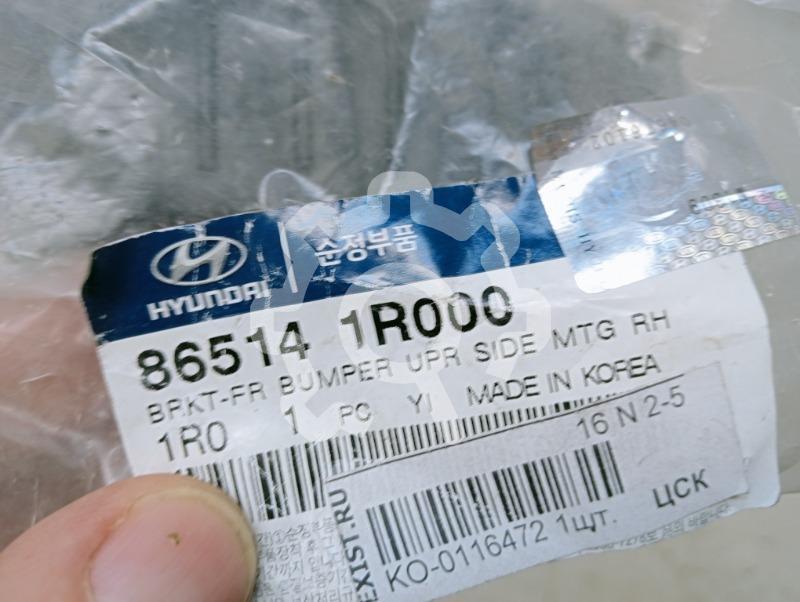 HYUNDAI
순정부품
86514 1R000
BRKT-FR BUMPER UPR SIDE MTG RH
1R0 1 PC YJ MADE IN KOREA
16 N 2-5
EXIST.RU
KO-0116472 1шт. ЦСК